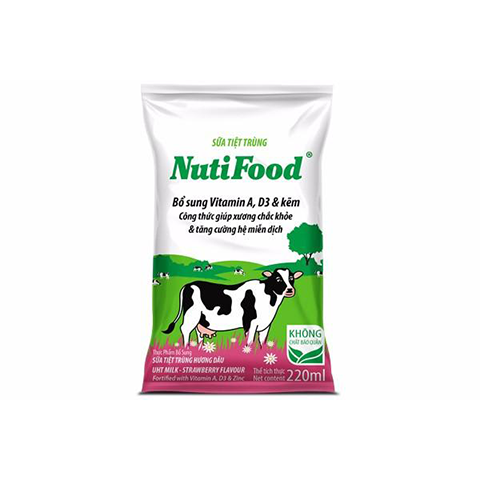 SỮA TIỆT TRÙNG
NutiFood®
Bổ sung Vitamin A, D3 & kẽm
Công thức giúp xương chắc khỏe
& tăng cường hệ miễn dịch
KHÔNG
CHẤT BẢO QUẢN
Thực Phẩm Bổ Sung
SỮA TIỆT TRÙNG HƯƠNG DÂU
UHT MILK - STRAWBERRY FLAVOUR
Fortified with Vitamin A, D3 & Zinc
Thể tích thực
Net content 220ml